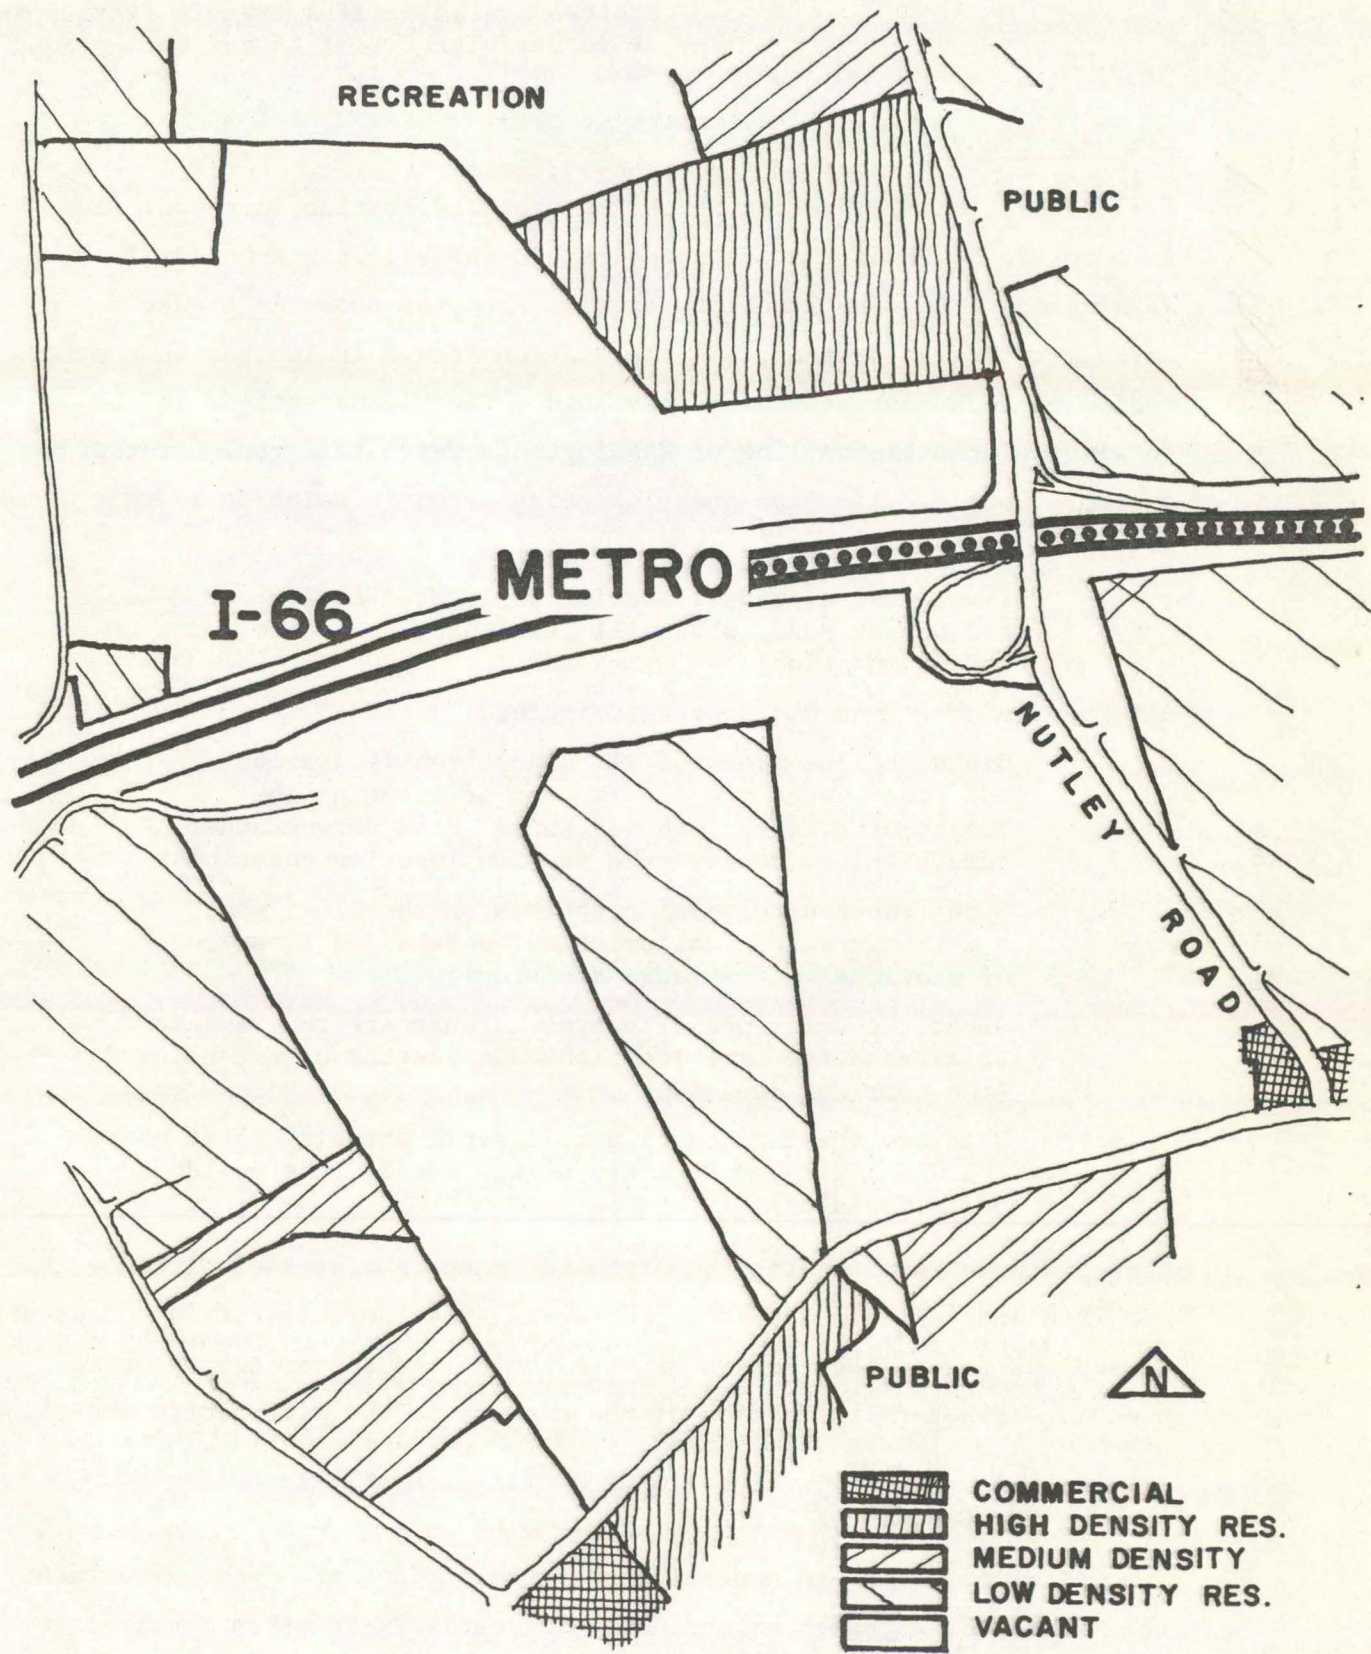 RECREATION
PUBLIC
METRO
I-66
NUTLEY ROAD
PUBLIC
N
COMMERCIAL
HIGH DENSITY RES.
MEDIUM DENSITY
LOW DENSITY RES.
VACANT